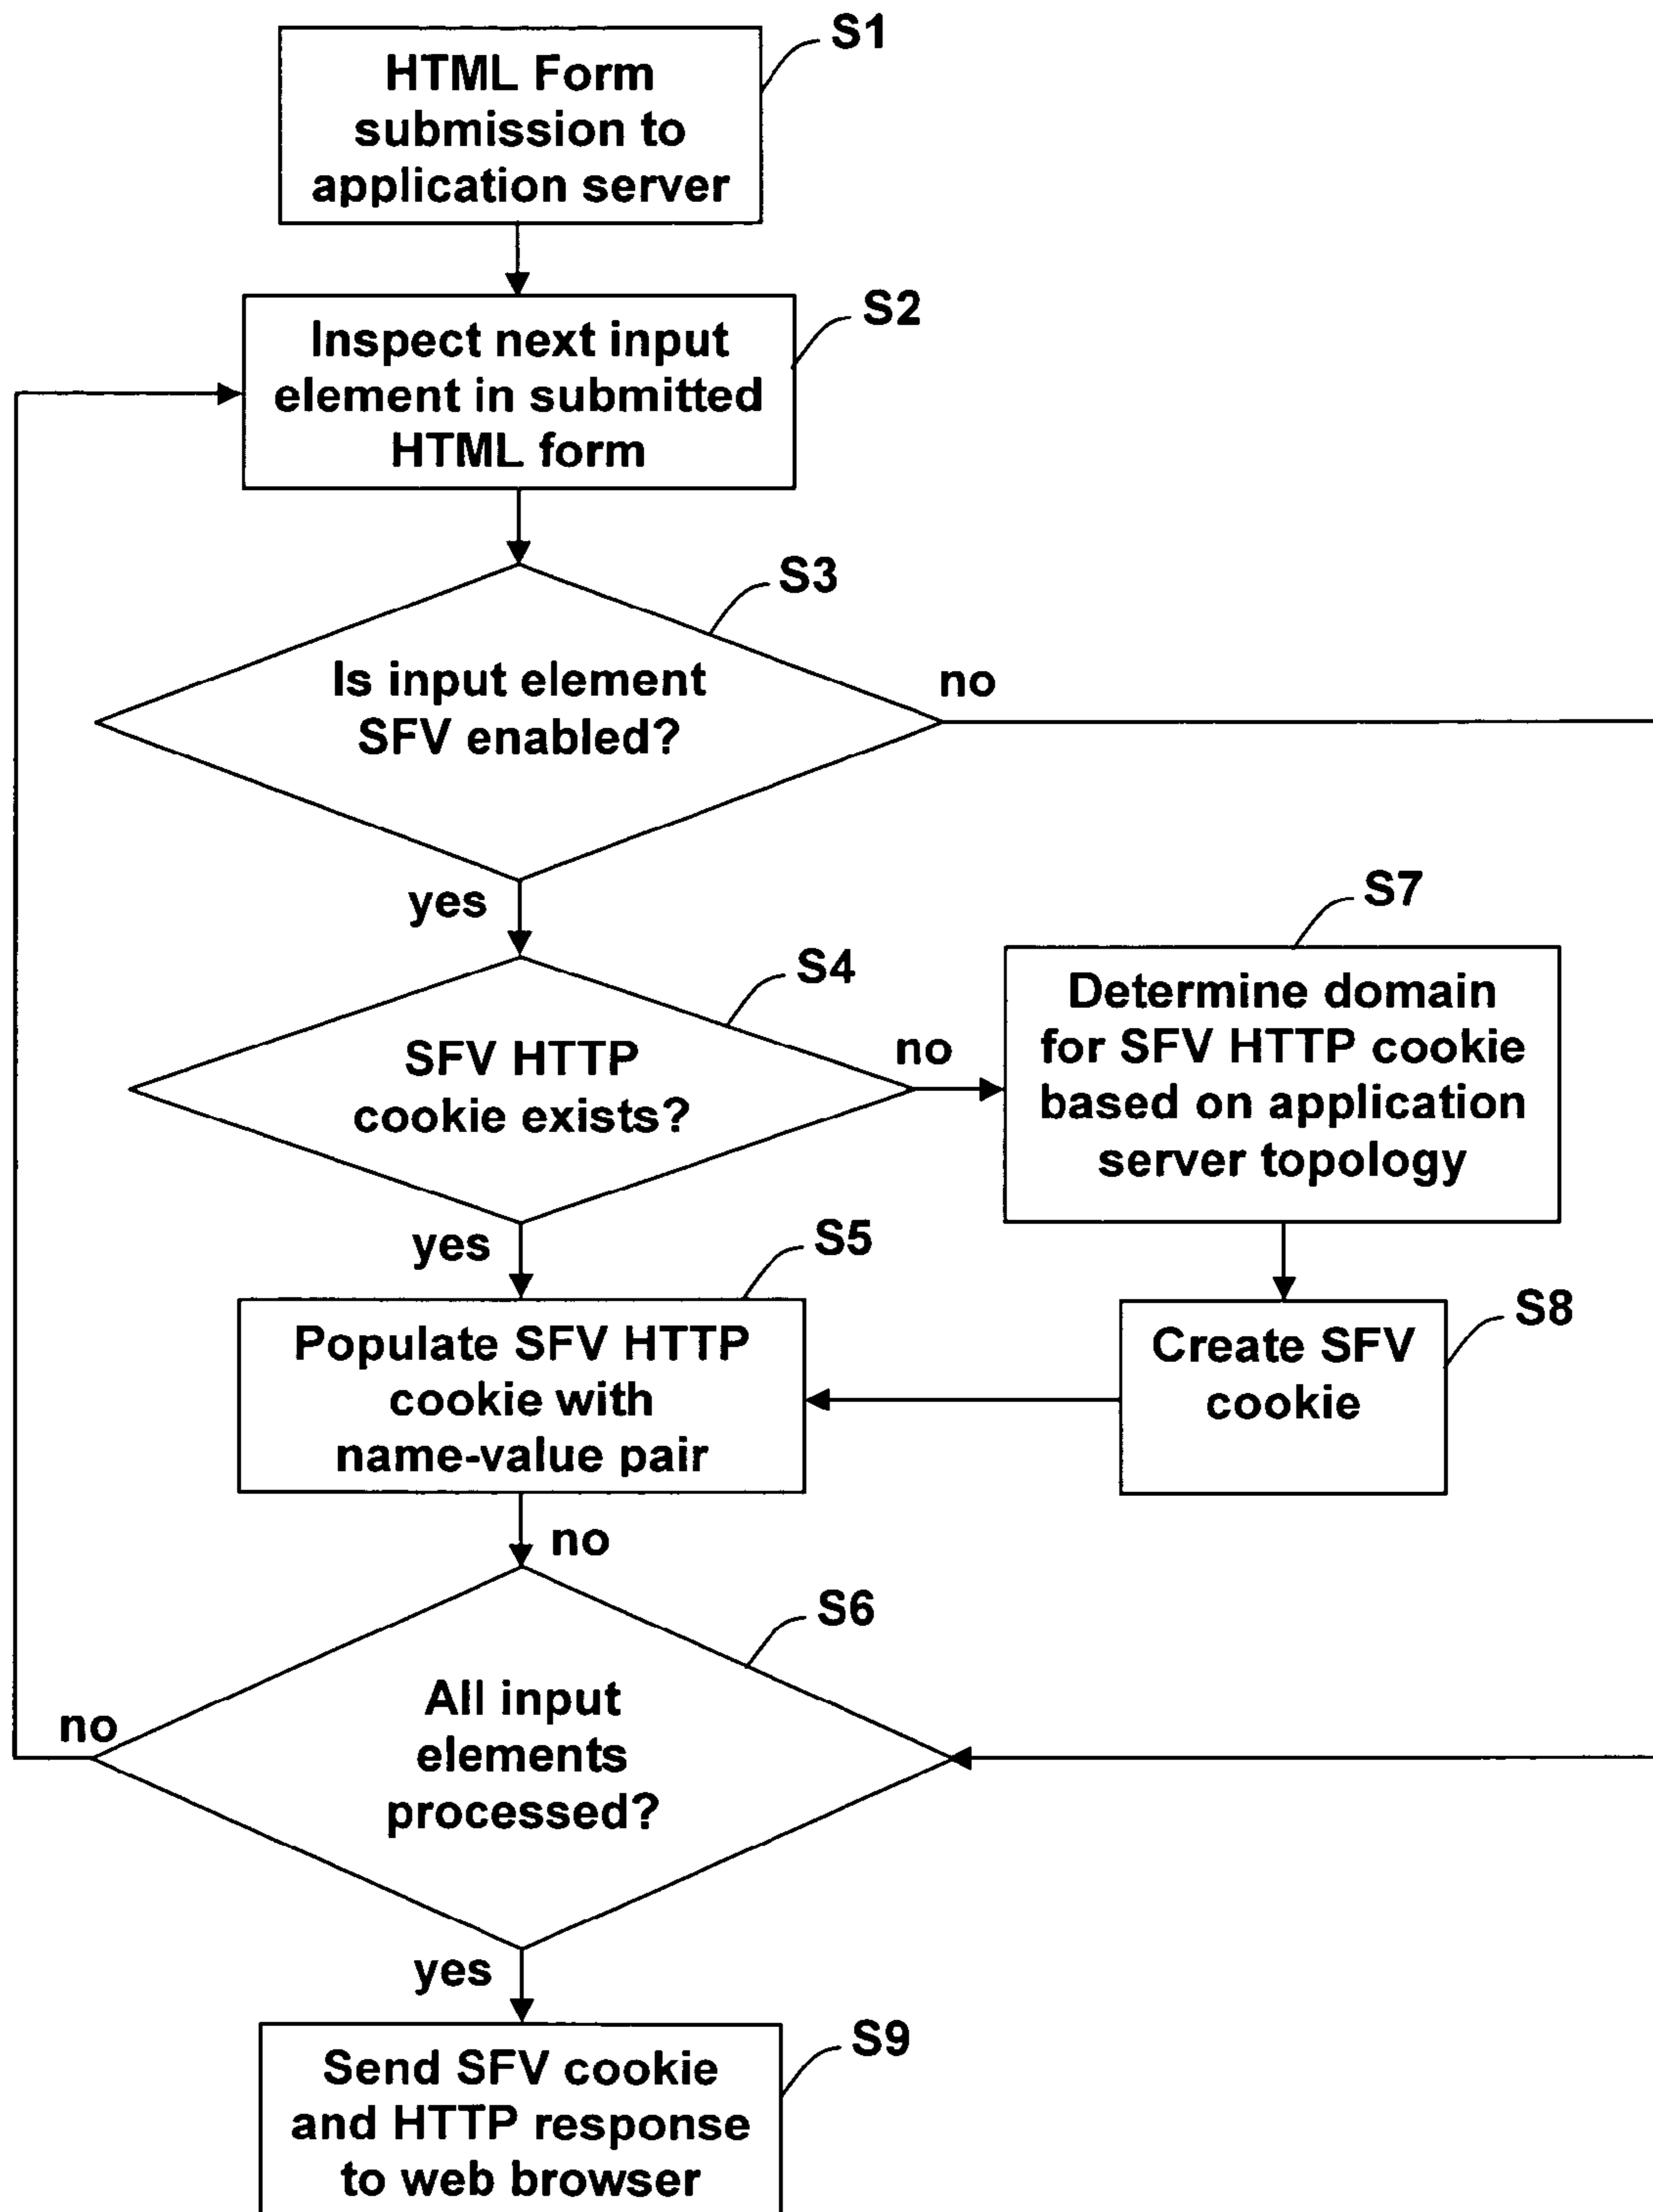 S1
HTML Form
submission to
application server
S2
Inspect next input
element in submitted
HTML form
S3
Is input element
SFV enabled?
no
yes
S4
SFV HTTP
cookie exists?
no
S7
Determine domain
for SFV HTTP cookie
based on application
server topology
yes
S5
Populate SFV HTTP
cookie with
name-value pair
S8
Create SFV
cookie
no
S6
All input
elements
processed?
no
yes
S9
Send SFV cookie
and HTTP response
to web browser